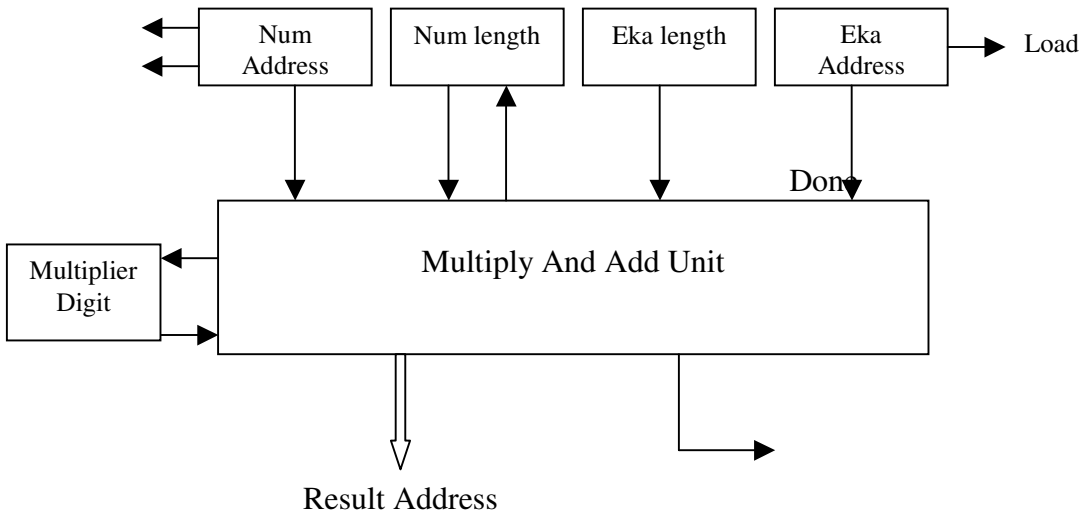 Num
Address
Num length
Eka length
Eka
Address
Load
Done
Multiply And Add Unit
Multiplier
Digit
Result Address